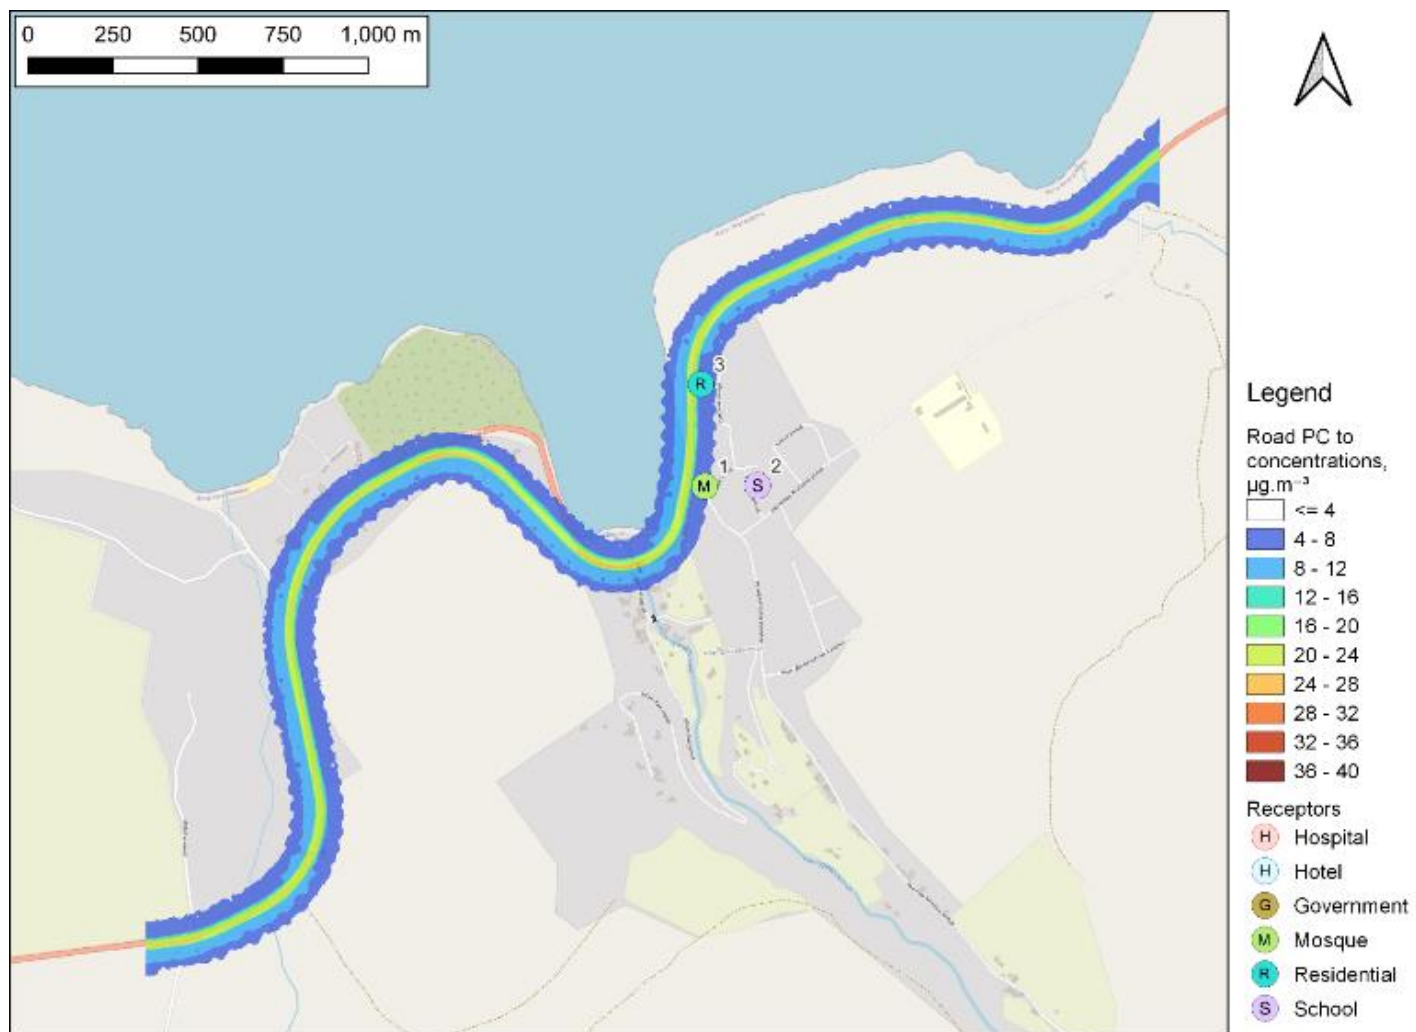 0 250 500 750 1,000 m
3
R
1
2
M
S
Legend
Road PC to
concentrations,
µg.m⁻³
<= 4
4 - 8
8 - 12
12 - 16
16 - 20
20 - 24
24 - 28
28 - 32
32 - 36
36 - 40
Receptors
H Hospital
H Hotel
G Government
M Mosque
R Residential
S School